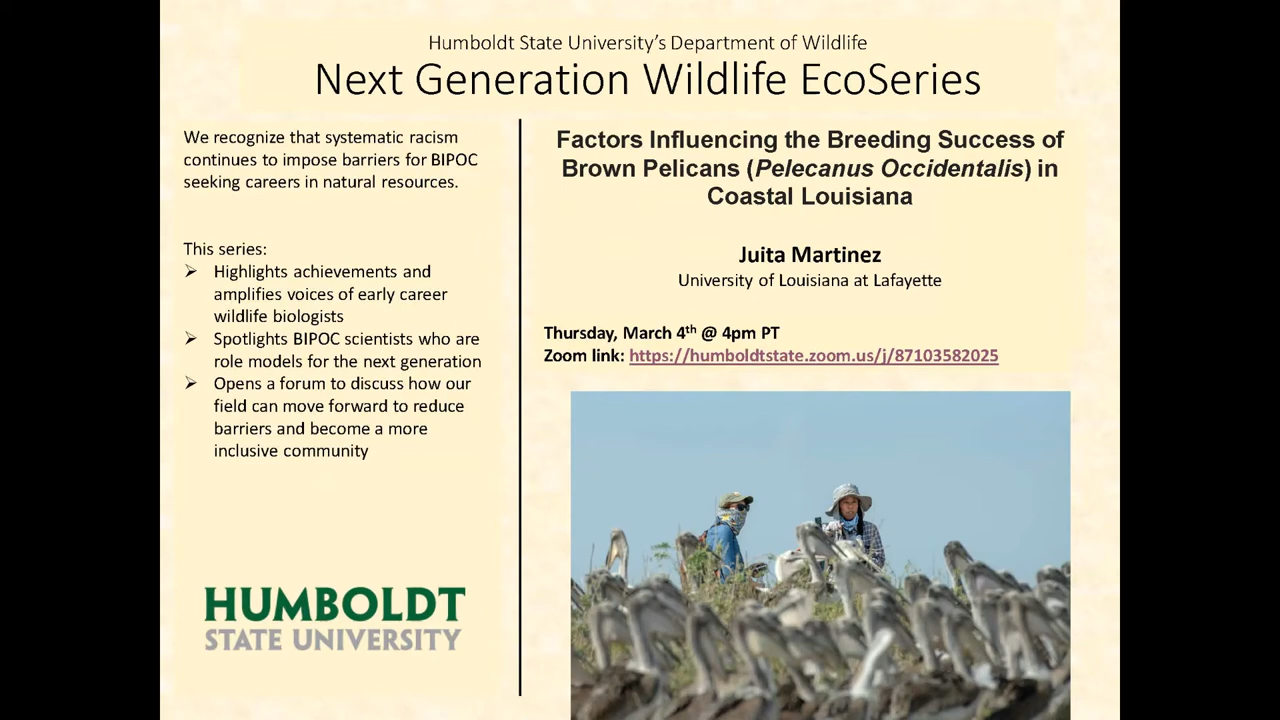 Humboldt State University's Department of Wildlife
Next Generation Wildlife EcoSeries
We recognize that systematic racism
continues to impose barriers for BIPOC
seeking careers in natural resources.
This series:
➢ Highlights achievements and
amplifies voices of early career
wildlife biologists
➢ Spotlights BIPOC scientists who are
role models for the next generation
➢ Opens a forum to discuss how our
field can move forward to reduce
barriers and become a more
inclusive community
HUMBOLDT
STATE UNIVERSITY
Factors Influencing the Breeding Success of
Brown Pelicans (Pelecanus Occidentalis) in
Coastal Louisiana
Juita Martinez
University of Louisiana at Lafayette
Thursday, March 4th @ 4pm PT
Zoom link: https://humboldtstate.zoom.us/j/87103582025